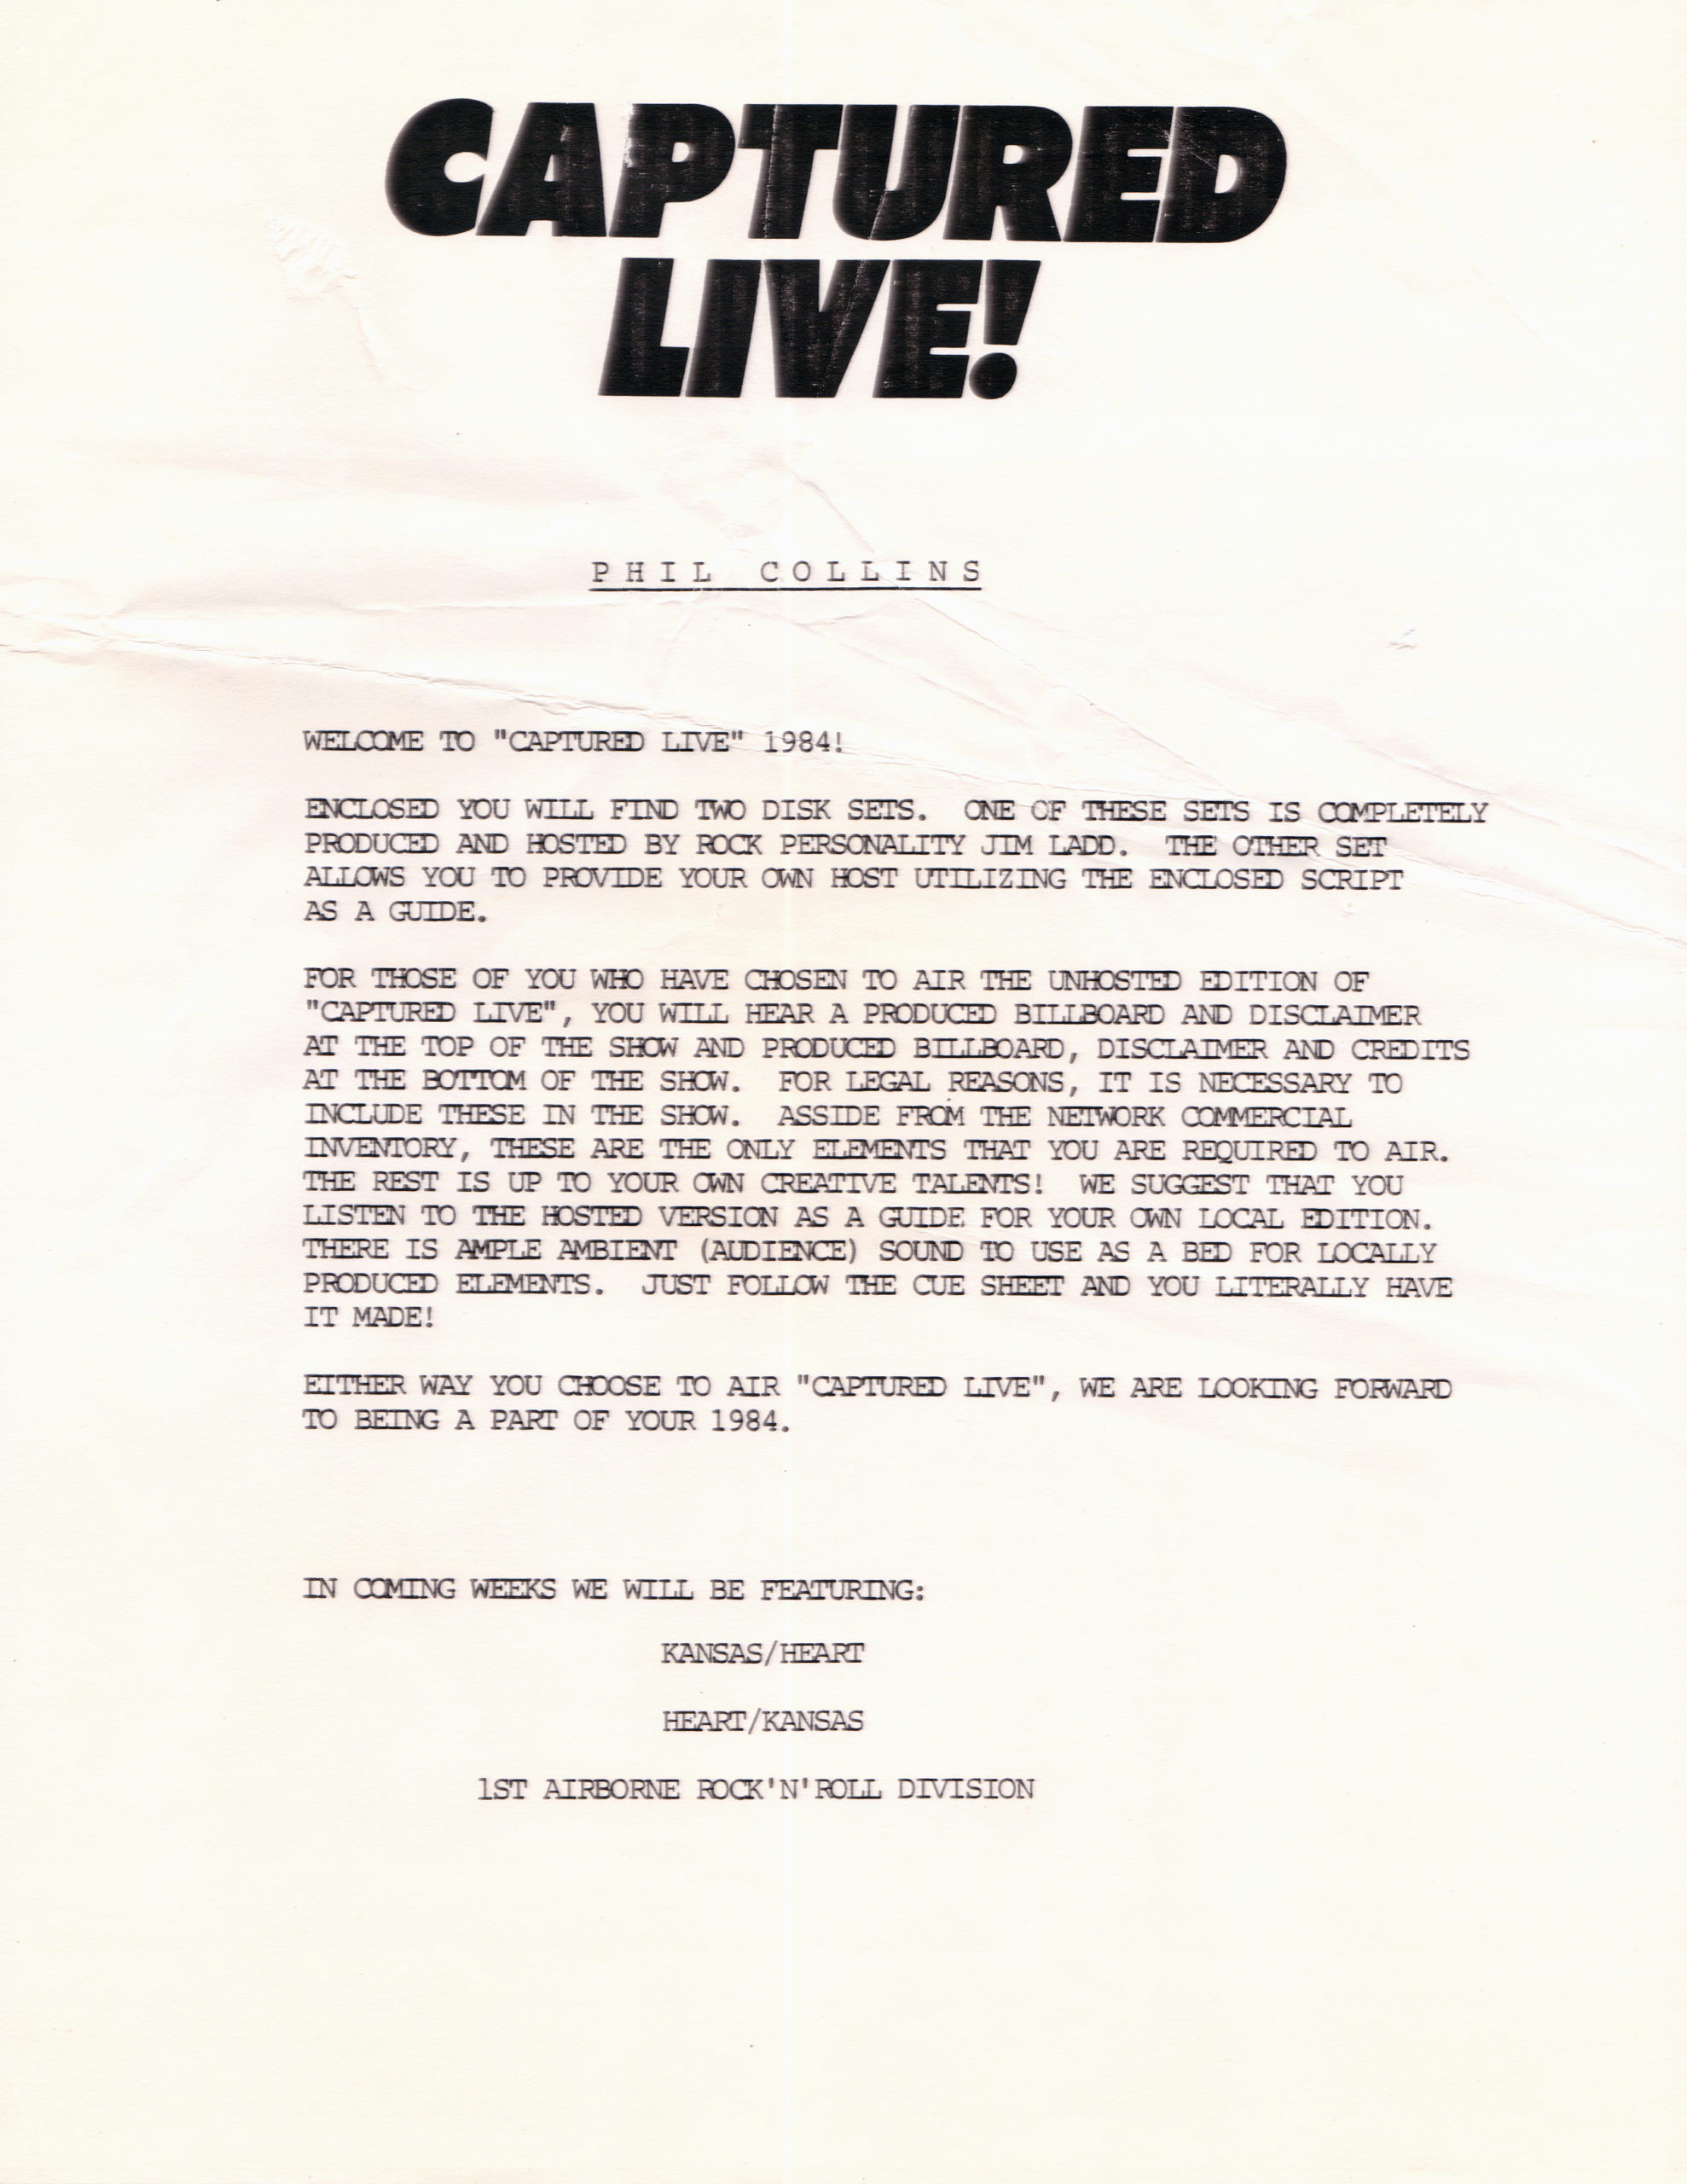 CAPTURED
LIVE!
PHIL COLLINS
WELCOME TO "CAPTURED LIVE" 1984!
ENCLOSED YOU WILL FIND TWO DISK SETS. ONE OF THESE SETS IS COMPLETELY
PRODUCED AND HOSTED BY ROCK PERSONALITY JIM LADD. THE OTHER SET
ALLOWS YOU TO PROVIDE YOUR OWN HOST UTILIZING THE ENCLOSED SCRIPT
AS A GUIDE.
FOR THOSE OF YOU WHO HAVE CHOSEN TO AIR THE UNHOSTED EDITION OF
"CAPTURED LIVE", YOU WILL HEAR A PRODUCED BILLBOARD AND DISCLAIMER
AT THE TOP OF THE SHOW AND PRODUCED BILLBOARD, DISCLAIMER AND CREDITS
AT THE BOTTOM OF THE SHOW. FOR LEGAL REASONS, IT IS NECESSARY TO
INCLUDE THESE IN THE SHOW. ASSIDE FROM THE NETWORK COMMERCIAL
INVENTORY, THESE ARE THE ONLY ELEMENTS THAT YOU ARE REQUIRED TO AIR.
THE REST IS UP TO YOUR OWN CREATIVE TALENTS! WE SUGGEST THAT YOU
LISTEN TO THE HOSTED VERSION AS A GUIDE FOR YOUR OWN LOCAL EDITION.
THERE IS AMPLE AMBIENT (AUDIENCE) SOUND TO USE AS A BED FOR LOCALLY
PRODUCED ELEMENTS. JUST FOLLOW THE CUE SHEET AND YOU LITERALLY HAVE
IT MADE!
EITHER WAY YOU CHOOSE TO AIR "CAPTURED LIVE", WE ARE LOOKING FORWARD
TO BEING A PART OF YOUR 1984.
IN COMING WEEKS WE WILL BE FEATURING:
KANSAS/HEART
HEART/KANSAS
1ST AIRBORNE ROCK'N'ROLL DIVISION